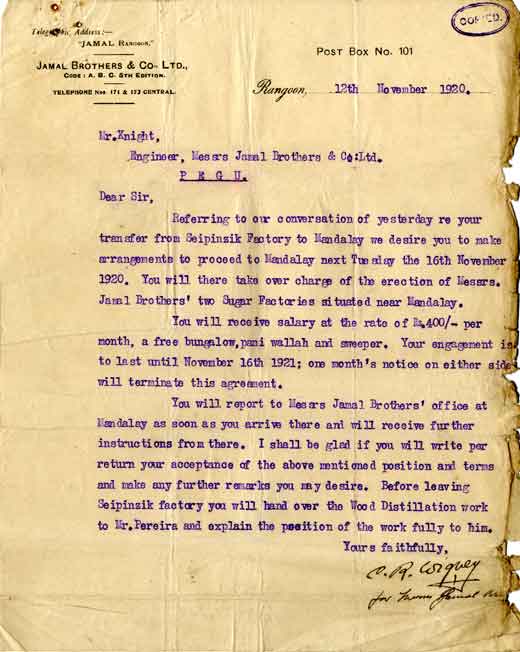 Telegraphic Address:—
"JAMAL RANGOON."
JAMAL BROTHERS & CO. LTD.,
CODE: A. B. C. 5TH EDITION.
TELEPHONE Nos 171 & 172 CENTRAL.
COPIED.
POST BOX No. 101
Rangoon, 12th November 1920.
Mr.Knight,
Engineer, Messrs Jamal Brothers & Co:Ltd.
P E G U.
Dear Sir,
Referring to our conversation of yesterday re your
transfer from Seipinsik Factory to Mandalay we desire you to make
arrangements to proceed to Mandalay next Tuesday the 16th November
1920. You will there take over charge of the erection of Messrs.
Jamal Brothers' two Sugar Factories situated near Mandalay.
You will receive salary at the rate of Rs.400/- per
month, a free bungalow,pani wallah and sweeper. Your engagement is
to last until November 16th 1921; one month's notice on either side
will terminate this agreement.
You will report to Messrs Jamal Brothers' office at
Mandalay as soon as you arrive there and will receive further
instructions from there. I shall be glad if you will write per
return your acceptance of the above mentioned position and terms
and make any further remarks you may desire. Before leaving
Seipinzik factory you will hand over the Wood Distillation work
to Mr.Pereira and explain the position of the work fully to him.
Yours faithfully,
for Messrs Jamal